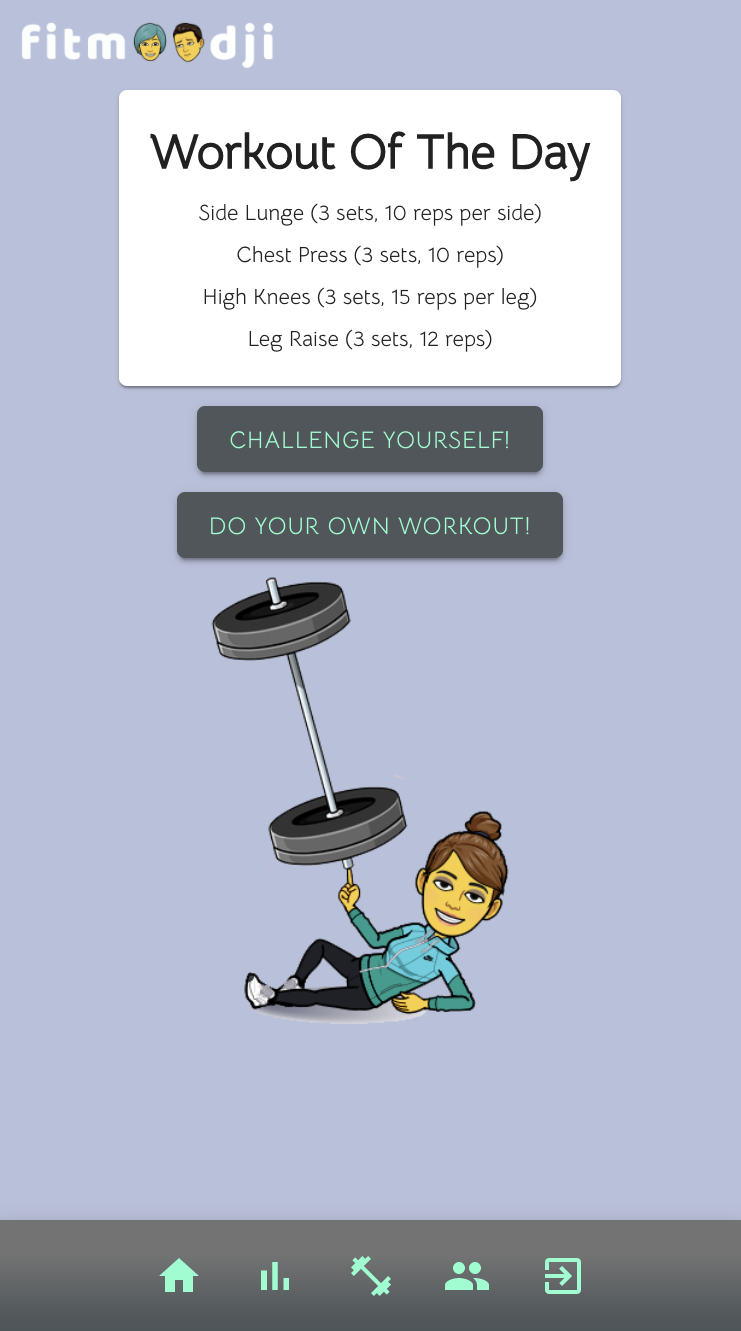 fitmoodji
Workout Of The Day
Side Lunge (3 sets, 10 reps per side)
Chest Press (3 sets, 10 reps)
High Knees (3 sets, 15 reps per leg)
Leg Raise (3 sets, 12 reps)
CHALLENGE YOURSELF!
DO YOUR OWN WORKOUT!